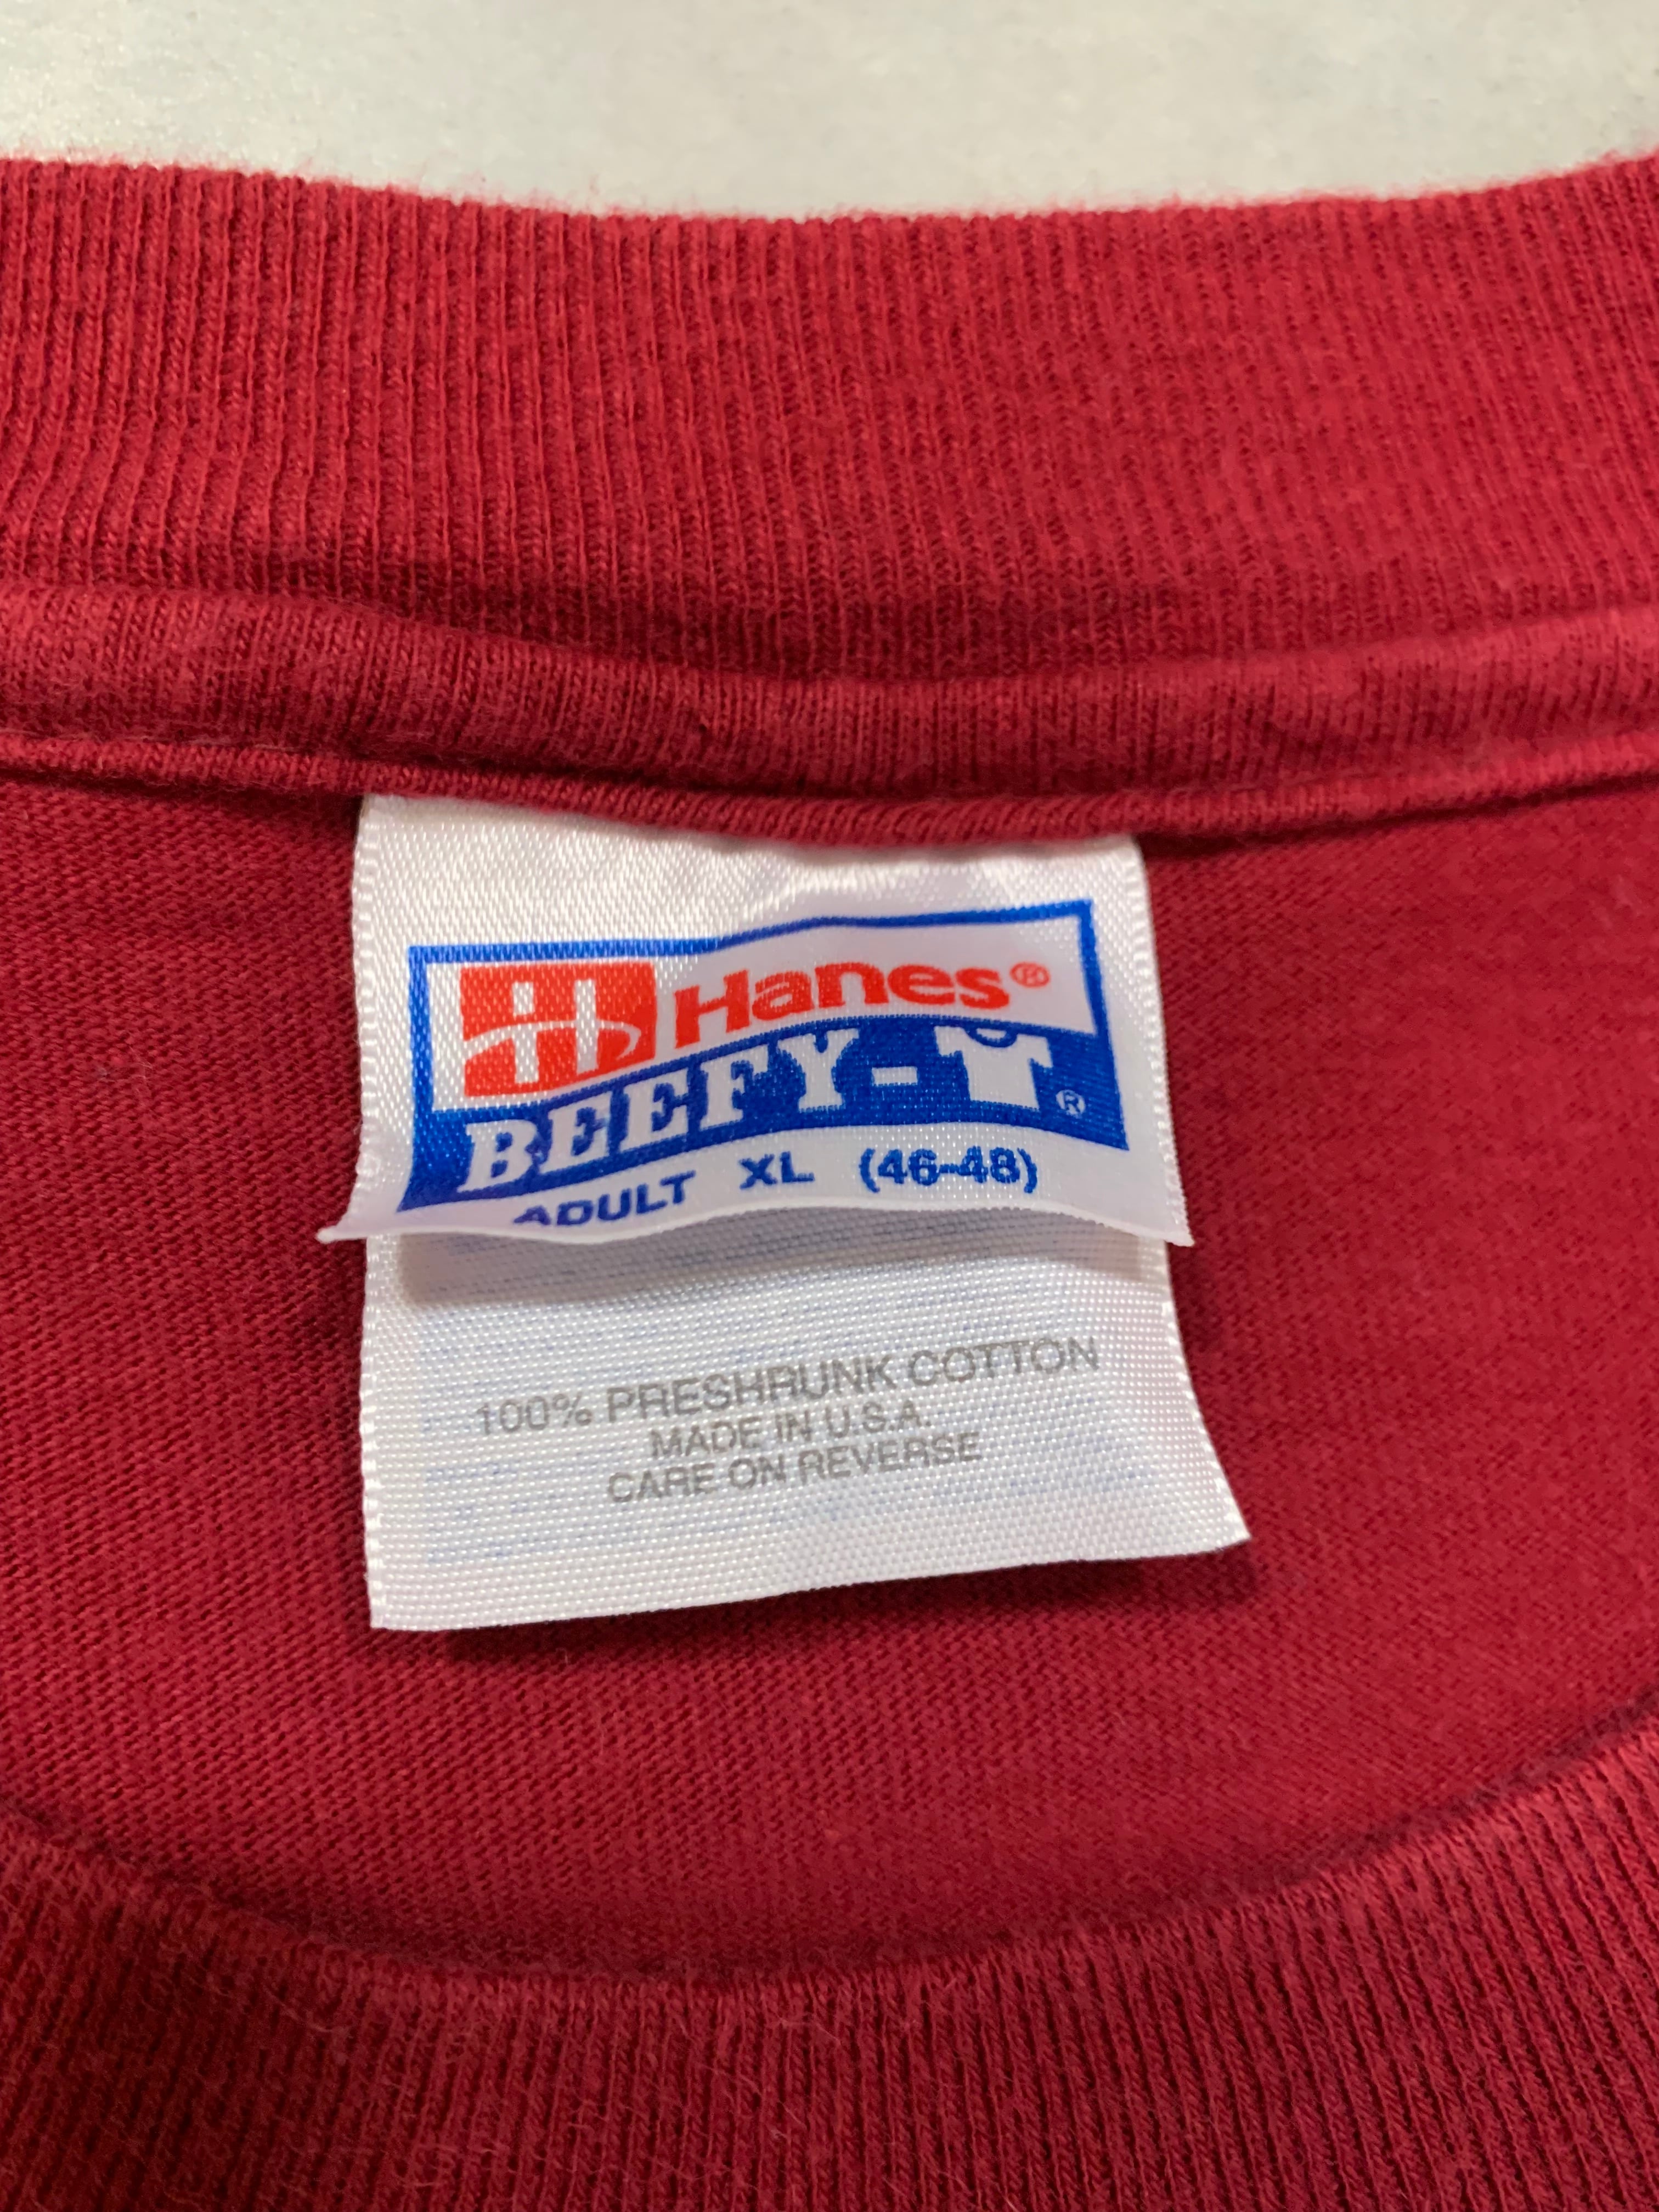 Hanes®
BEEFY-T®
ADULT XL (46-48)
100% PRESHRUNK COTTON
MADE IN U.S.A.
CARE ON REVERSE